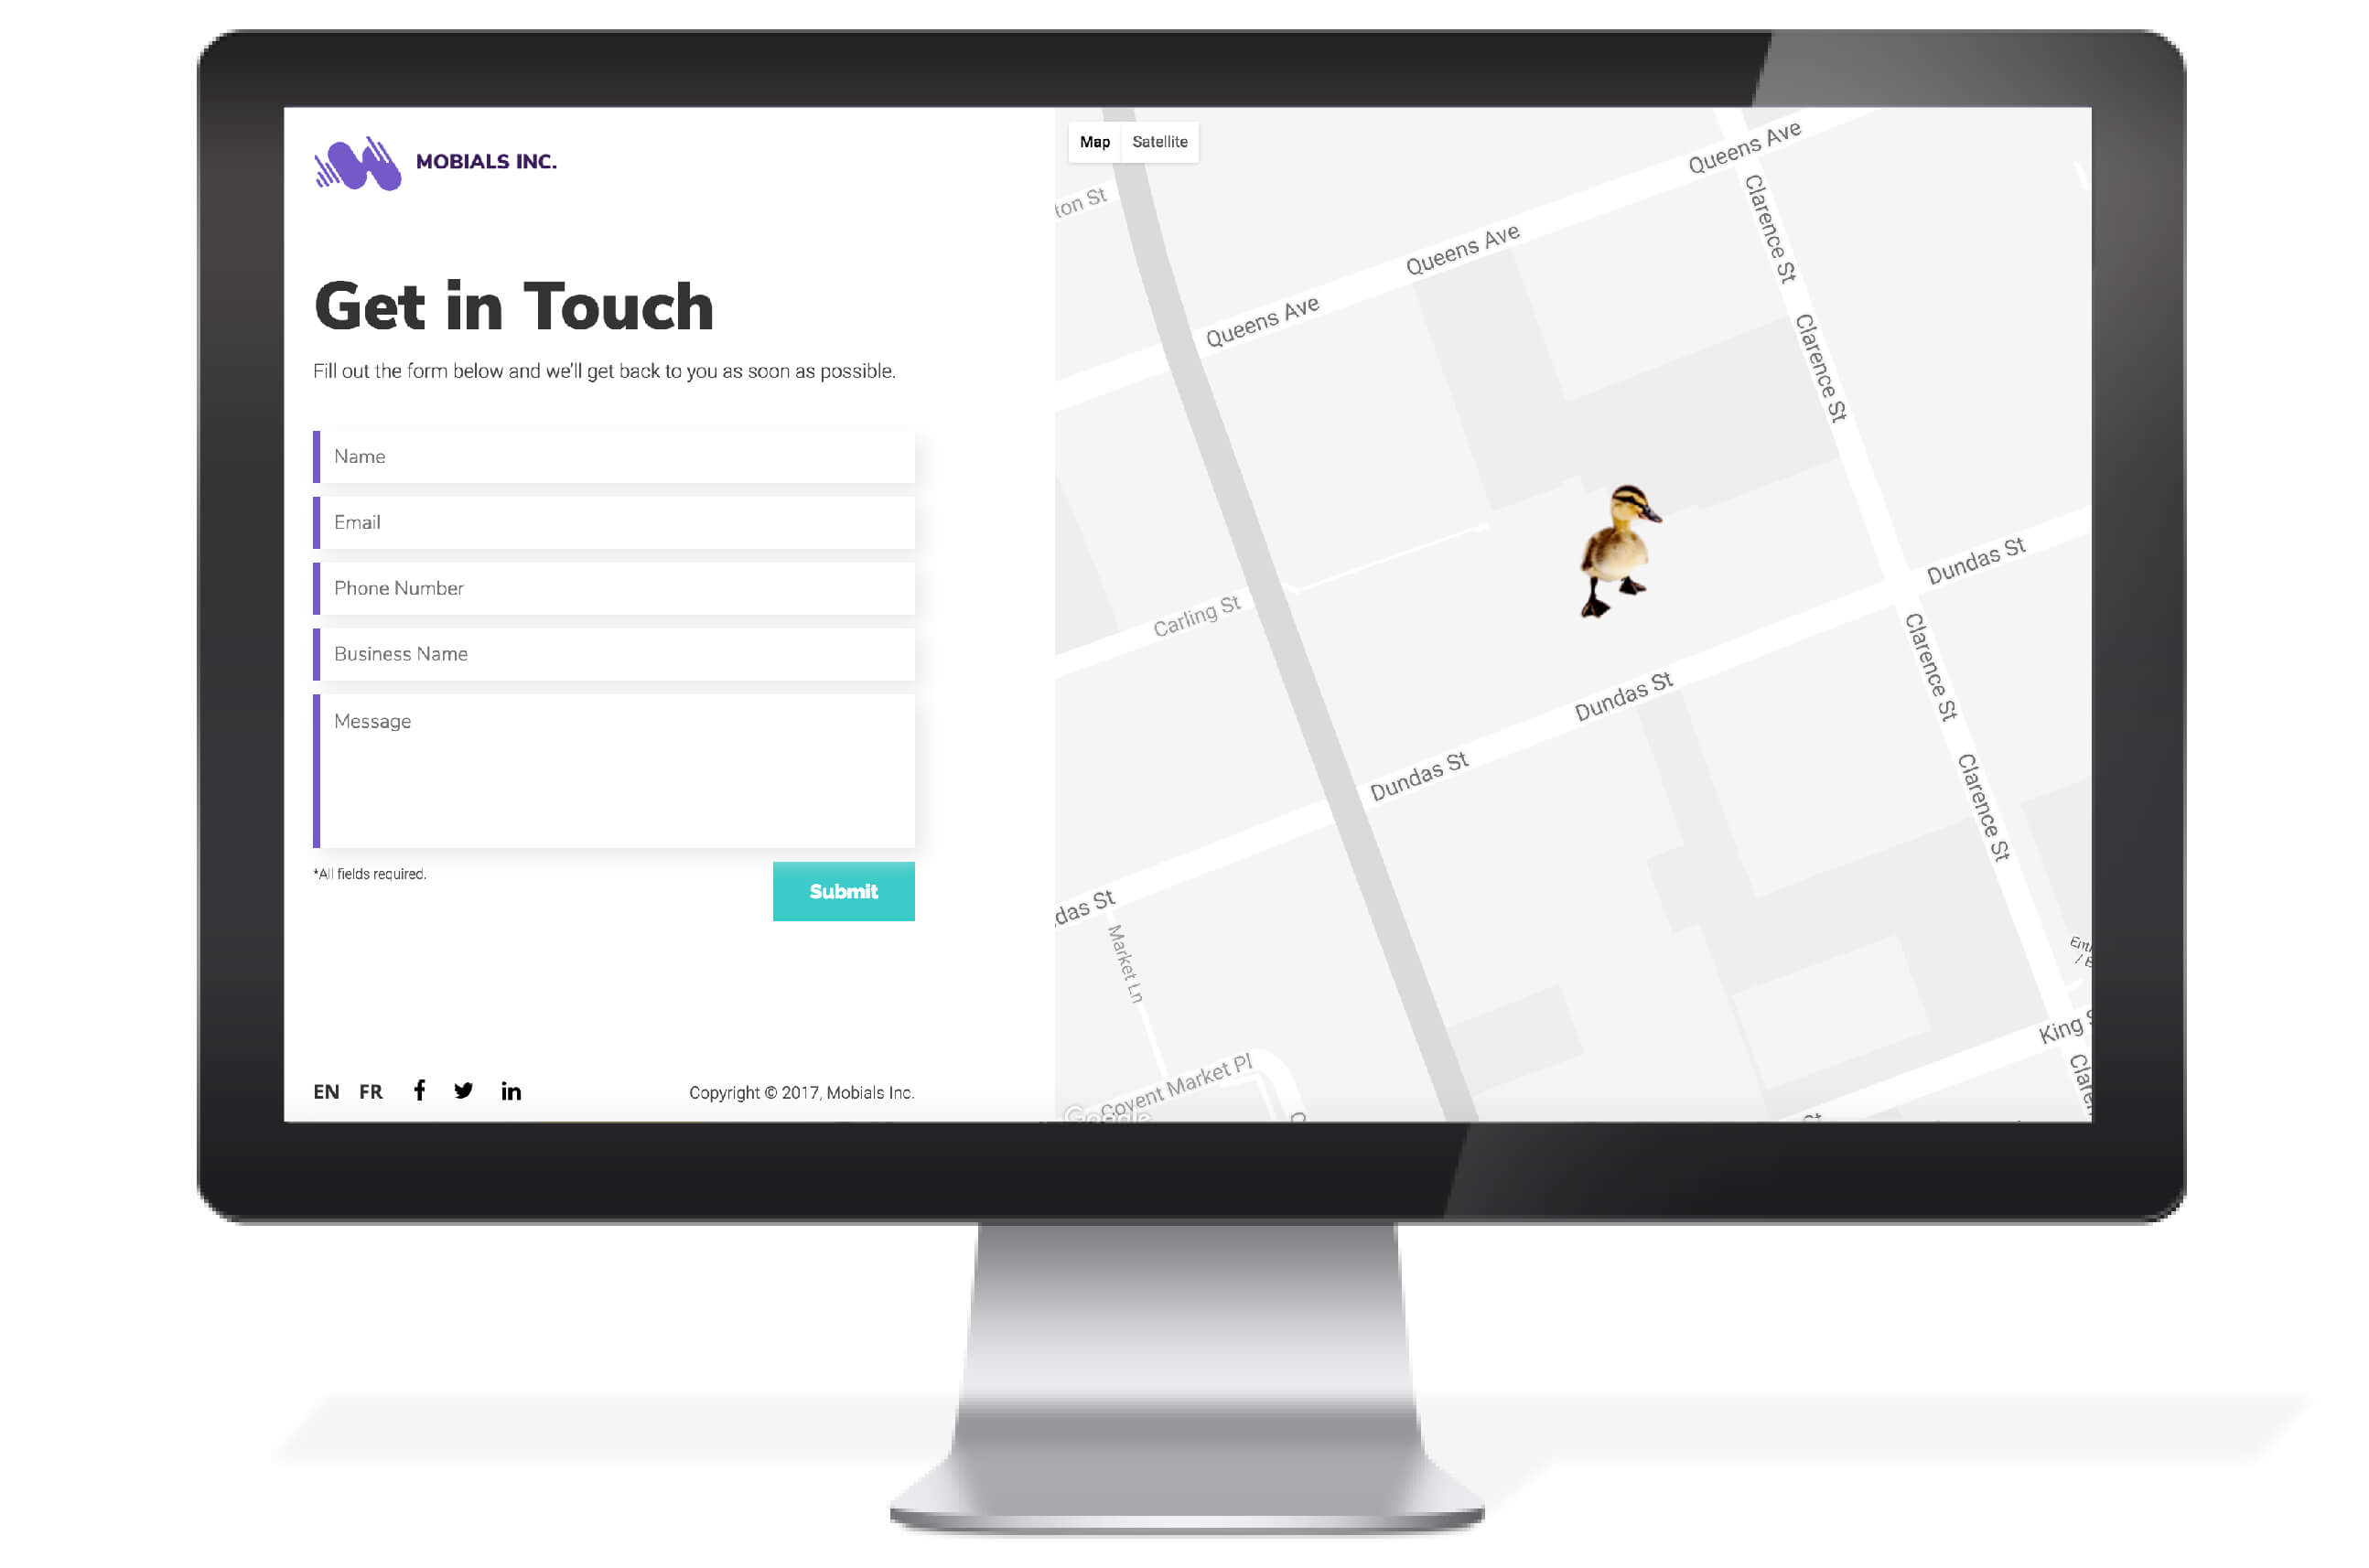 MOBIALS INC.
Get in Touch
Fill out the form below and we'll get back to you as soon as possible.
Name
Email
Phone Number
Business Name
Message
*All fields required.
Submit
EN FR
Copyright © 2017, Mobials Inc.
Map Satellite
ton St
Queens Ave
Queens Ave
Queens Ave
Clarence St
Clarence St
Carling St
Dundas St
Dundas St
Dundas St
Clarence St
Clarence St
das St
Market Ln
King
Covent Market Pl
Google